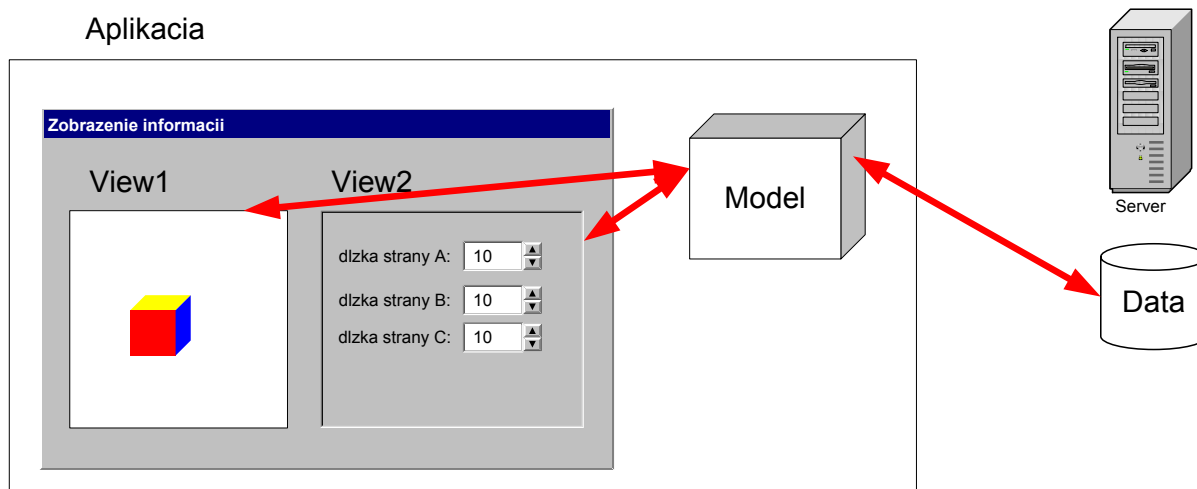 Aplikacia
Zobrazenie informacii
View1
View2
dlzka strany A: 10
dlzka strany B: 10
dlzka strany C: 10
Model
Server
Data